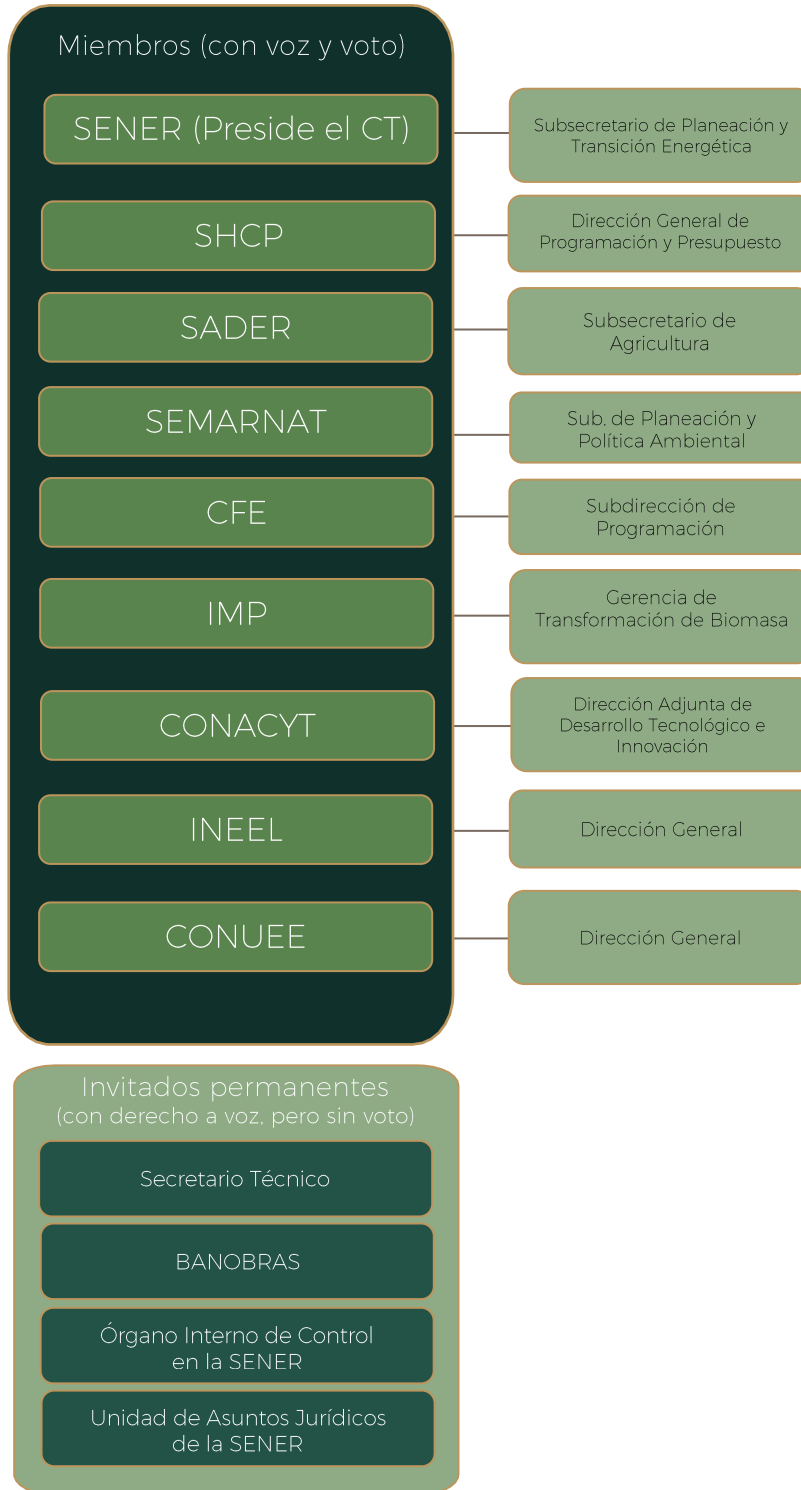 Miembros (con voz y voto)
SENER (Preside el CT)
Subsecretario de Planeación y
Transición Energética
SHCP
Dirección General de
Programación y Presupuesto
SADER
Subsecretario de
Agricultura
SEMARNAT
Sub. de Planeación y
Política Ambiental
CFE
Subdirección de
Programación
IMP
Gerencia de
Transformación de Biomasa
CONACYT
Dirección Adjunta de
Desarrollo Tecnológico e
Innovación
INEEL
Dirección General
CONUEE
Dirección General
Invitados permanentes
(con derecho a voz, pero sin voto)
Secretario Técnico
BANOBRAS
Órgano Interno de Control
en la SENER
Unidad de Asuntos Jurídicos
de la SENER